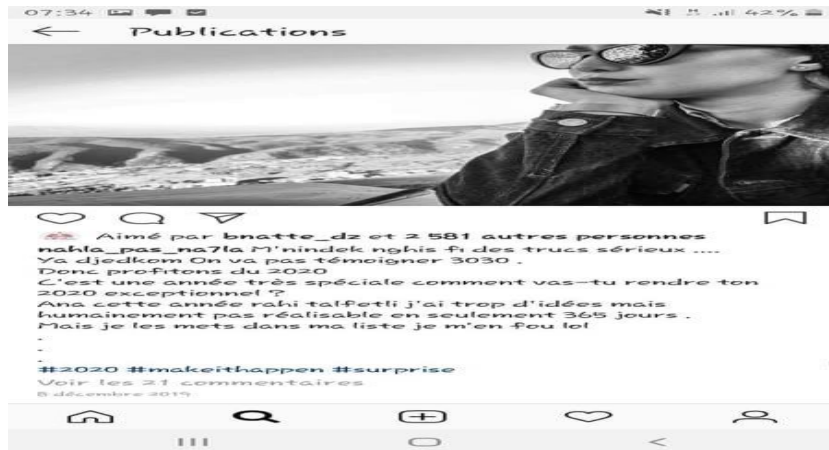 07:34 42%
Publications
Aimé par bnatte_dz et 2 581 autres personnes
nahla_pas_na7la M'nindek nghis fi des trucs sérieux ....
Ya djedkom On va pas témoigner 3030 .
Donc profitons du 2020
C'est une année très spéciale comment vas-tu rendre ton
2020 exceptionnel ?
Ana cette année rahi talfetli j'ai trop d'idées mais
humainement pas réalisable en seulement 365 jours .
Mais je les mets dans ma liste je m'en fou lol
.
.
.
#2020 #makeithappen #surprise
Voir les 21 commentaires
8 décembre 2019